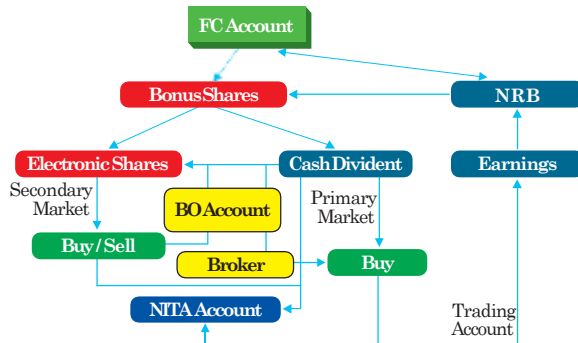 FC Account
Bonus Shares
NRB
Electronic Shares
Cash Divident
Earnings
Secondary
Market
BO Account
Primary
Market
Buy / Sell
Broker
Buy
NITA Account
Trading
Account